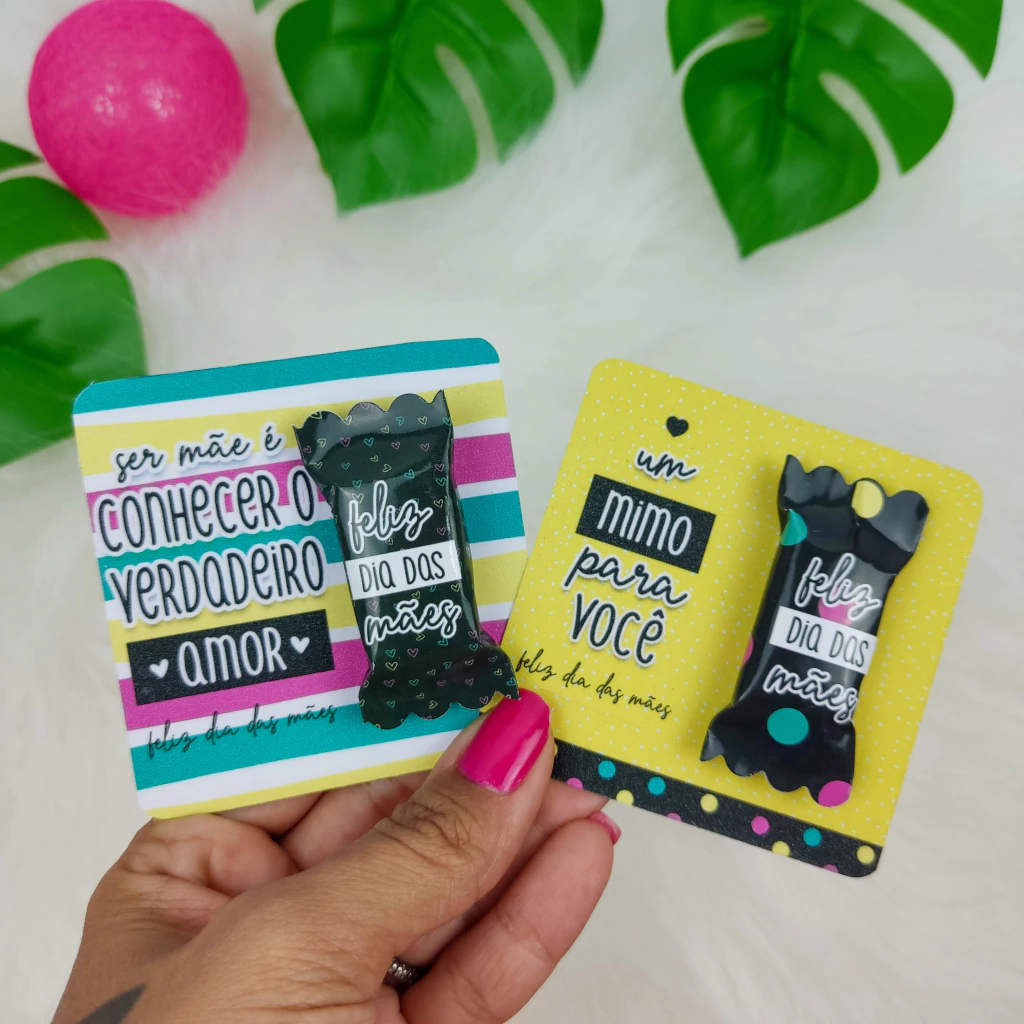 ser mãe é
CONHECER O
VERDADEIRO
AMOR
feliz dia das mães
feliz
DIA DAS
mães
um
MIMO
para
VOCÊ
feliz dia das mães
feliz
DIA DAS
mães